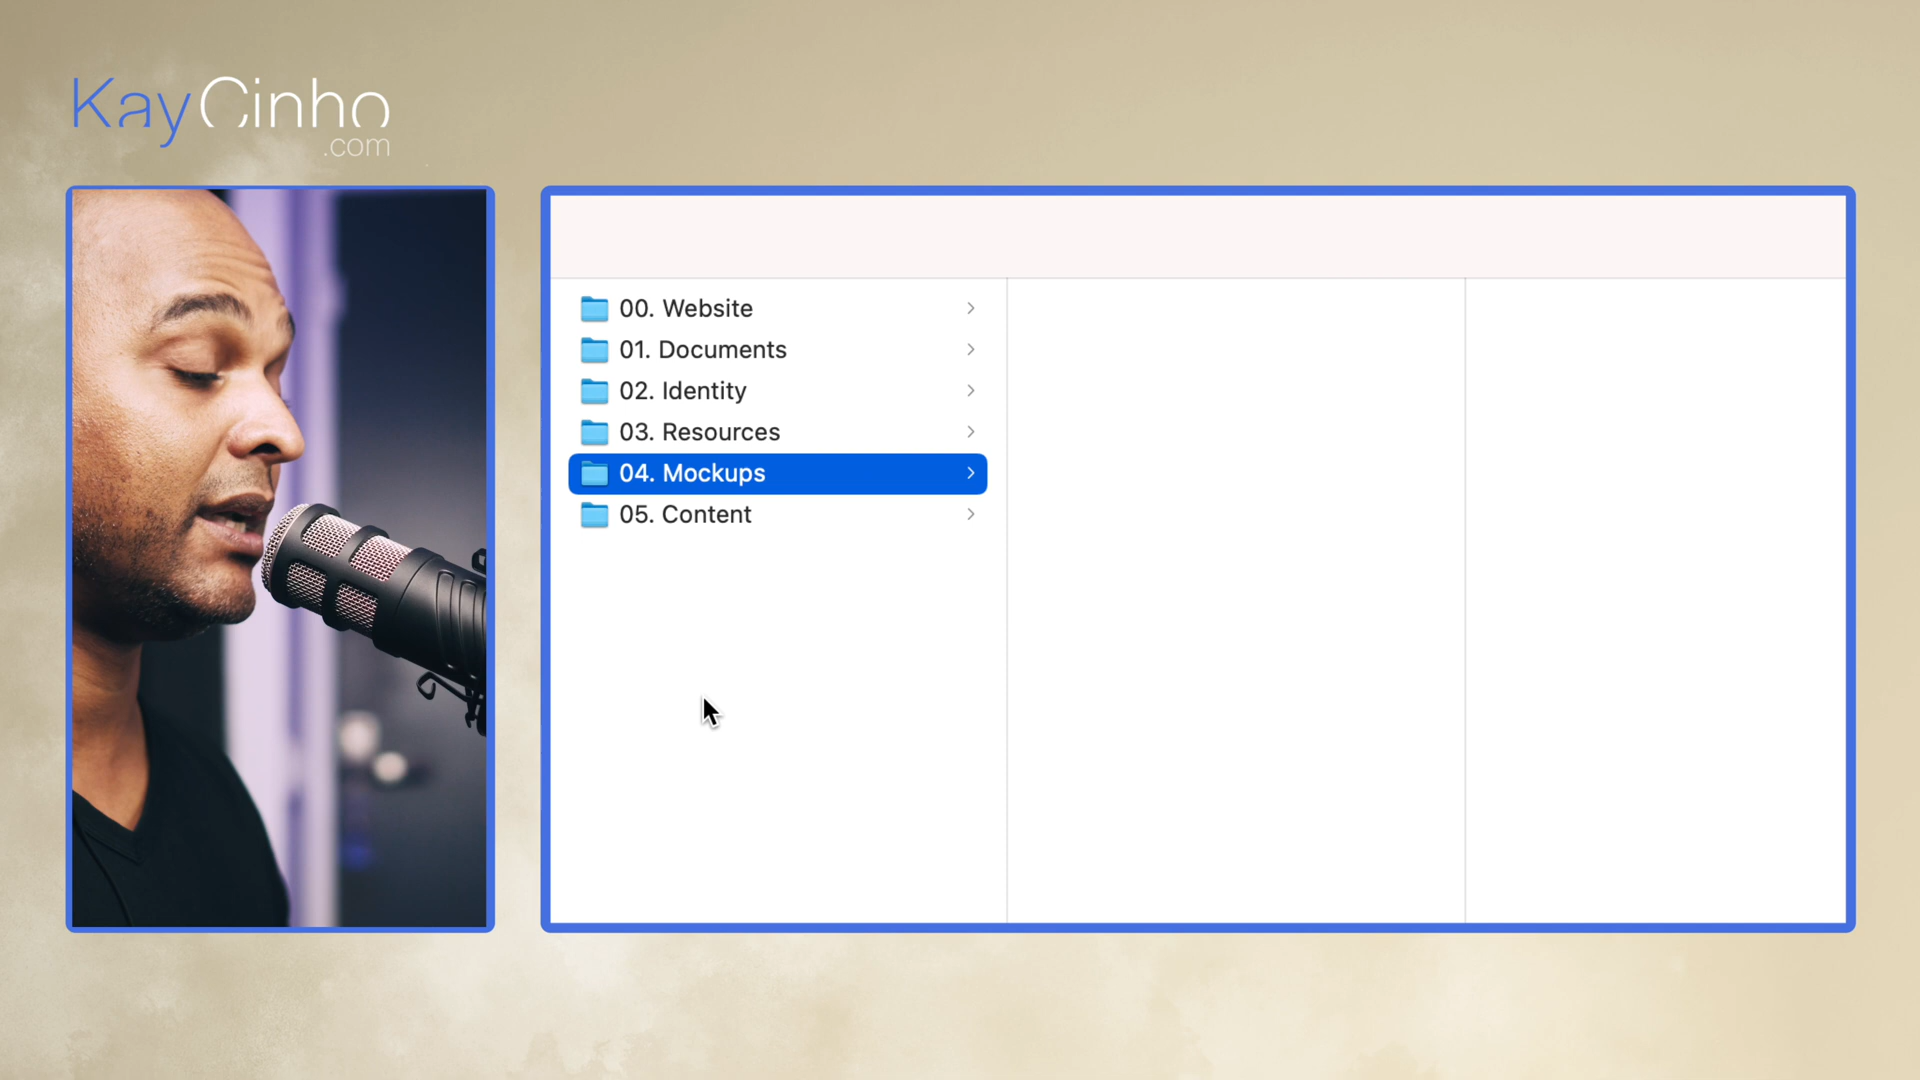 KayCinho
.com
00. Website
01. Documents
02. Identity
03. Resources
04. Mockups
05. Content